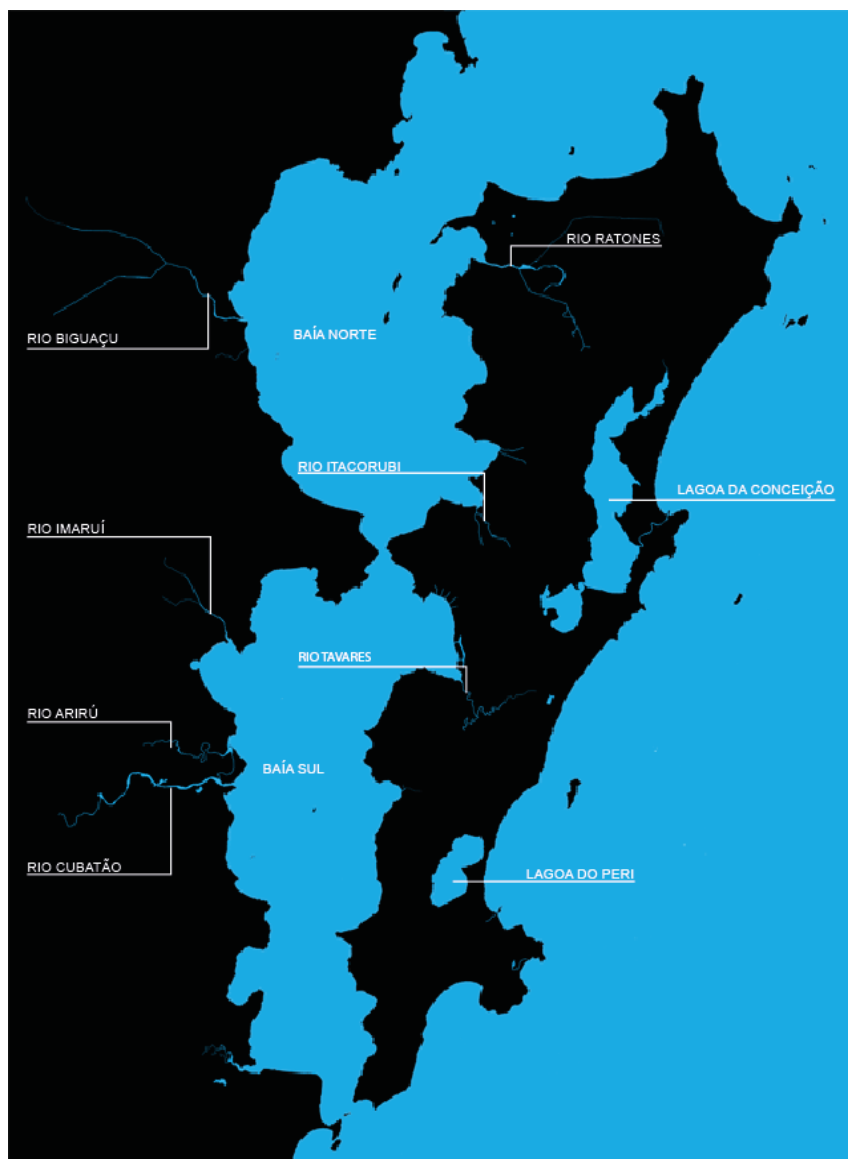 RIO RATONES
RIO BIGUAÇU
BAÍA NORTE
RIO ITACORUBI
LAGOA DA CONCEIÇÃO
RIO IMARUÍ
RIO TAVARES
RIO ARIRÚ
BAÍA SUL
RIO CUBATÃO
LAGOA DO PERI